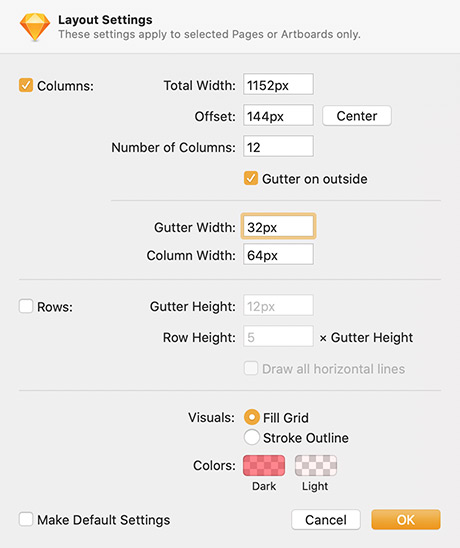 Layout Settings
These settings apply to selected Pages or Artboards only.
Columns: Total Width: 1152px
Offset: 144px Center
Number of Columns: 12
Gutter on outside
Gutter Width: 32px
Column Width: 64px
Rows: Gutter Height: 12px
Row Height: 5 × Gutter Height
Draw all horizontal lines
Visuals: Fill Grid
Stroke Outline
Colors:
Dark Light
Make Default Settings Cancel OK